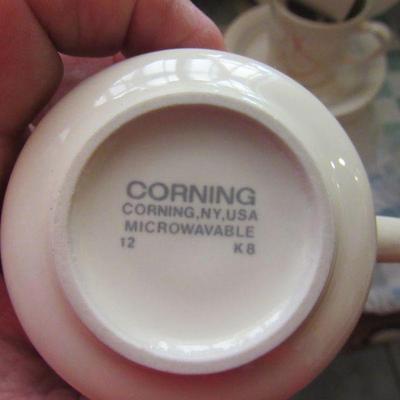 CORNING
CORNING,NY,USA
MICROWAVABLE
12 K8